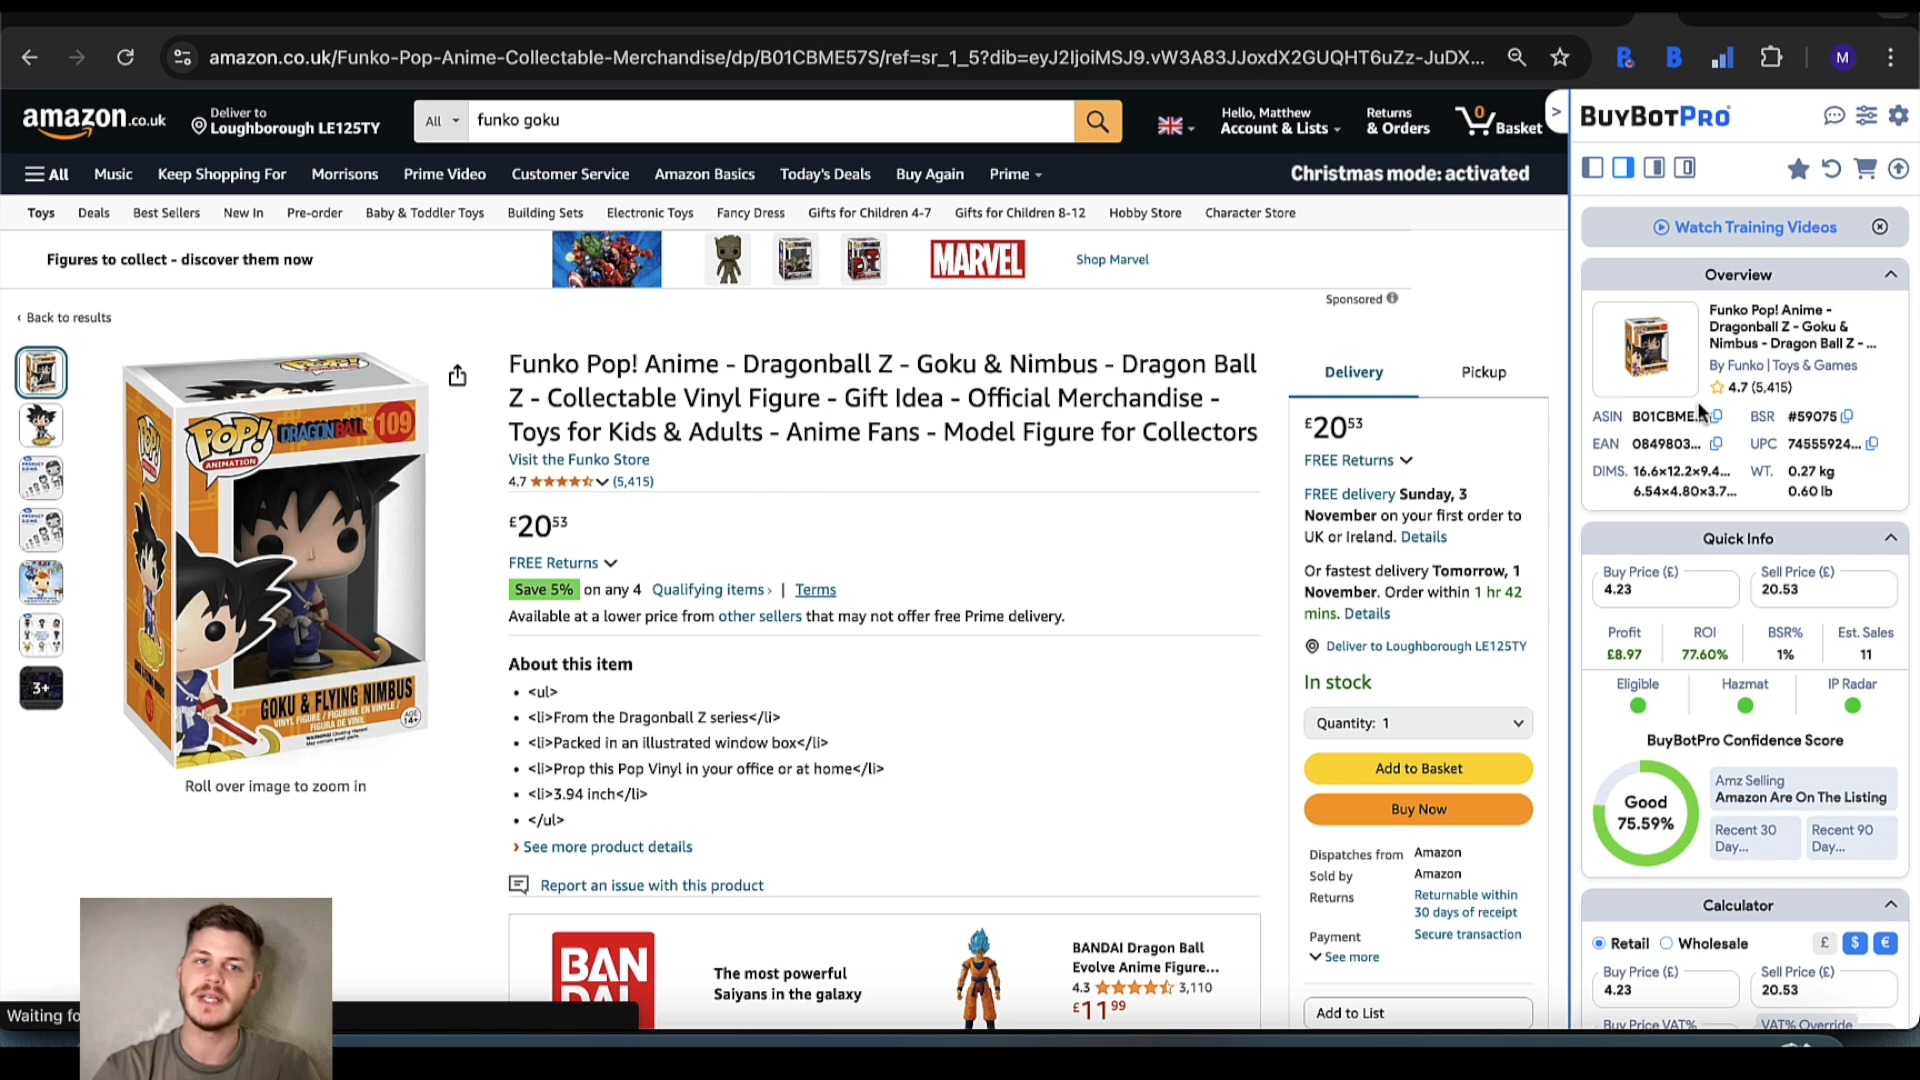 amazon.co.uk/Funko-Pop-Anime-Collectable-Merchandise/dp/B01CBME57S/ref=sr_1_5?dib=eyJ2IjoiMSJ9.vW3A83JJoxdX2GUQHT6uZz-JuDX...
M
amazon.co.uk
Deliver to
Loughborough LE125TY
All
funko goku
Hello, Matthew
Account & Lists
Returns
& Orders
0
Basket
All
Music
Keep Shopping For
Morrisons
Prime Video
Customer Service
Amazon Basics
Today's Deals
Buy Again
Prime
Christmas mode: activated
Toys
Deals
Best Sellers
New In
Pre-order
Baby & Toddler Toys
Building Sets
Electronic Toys
Fancy Dress
Gifts for Children 4-7
Gifts for Children 8-12
Hobby Store
Character Store
Figures to collect - discover them now
MARVEL
Shop Marvel
Sponsored
‹ Back to results
3+
POP!
ANIMATION
DRAGONBALL
109
GOKU & FLYING NIMBUS
VINYL FIGURE / FIGURINE EN VINYLE /
FIGURA DE VINIL
AGE
14+
Roll over image to zoom in
Funko Pop! Anime - Dragonball Z - Goku & Nimbus - Dragon Ball
Z - Collectable Vinyl Figure - Gift Idea - Official Merchandise -
Toys for Kids & Adults - Anime Fans - Model Figure for Collectors
Visit the Funko Store
4.7
(5,415)
£2053
FREE Returns
Save 5% on any 4 Qualifying items › | Terms
Available at a lower price from other sellers that may not offer free Prime delivery.
About this item
• <ul>
• <li>From the Dragonball Z series</li>
• <li>Packed in an illustrated window box</li>
• <li>Prop this Pop Vinyl in your office or at home</li>
• <li>3.94 inch</li>
• </ul>
› See more product details
Report an issue with this product
BAN
DAI
The most powerful
Saiyans in the galaxy
BANDAI Dragon Ball
Evolve Anime Figure...
4.3
3,110
£1199
Delivery
Pickup
£2053
FREE Returns
FREE delivery Sunday, 3
November on your first order to
UK or Ireland. Details
Or fastest delivery Tomorrow, 1
November. Order within 1 hr 42
mins. Details
Deliver to Loughborough LE125TY
In stock
Quantity: 1
Add to Basket
Buy Now
Dispatches from Amazon
Sold by Amazon
Returns Returnable within
30 days of receipt
Payment Secure transaction
See more
Add to List
BUYBOTPRO
Watch Training Videos
Overview
Funko Pop! Anime -
Dragonball Z - Goku &
Nimbus - Dragon Ball Z - ...
By Funko | Toys & Games
4.7 (5,415)
ASIN B01CBME... BSR #59075
EAN 0849803... UPC 74555924...
DIMS. 16.6×12.2×9.4... WT. 0.27 kg
6.54×4.80×3.7... 0.60 lb
Quick Info
Buy Price (£)
4.23
Sell Price (£)
20.53
Profit ROI BSR% Est. Sales
£8.97 77.60% 1% 11
Eligible Hazmat IP Radar
BuyBotPro Confidence Score
Good
75.59%
Amz Selling
Amazon Are On The Listing
Recent 30
Day...
Recent 90
Day...
Calculator
Retail Wholesale £ $ €
Buy Price (£)
4.23
Sell Price (£)
20.53
Buy Price VAT%
VAT% Override
Waiting fo